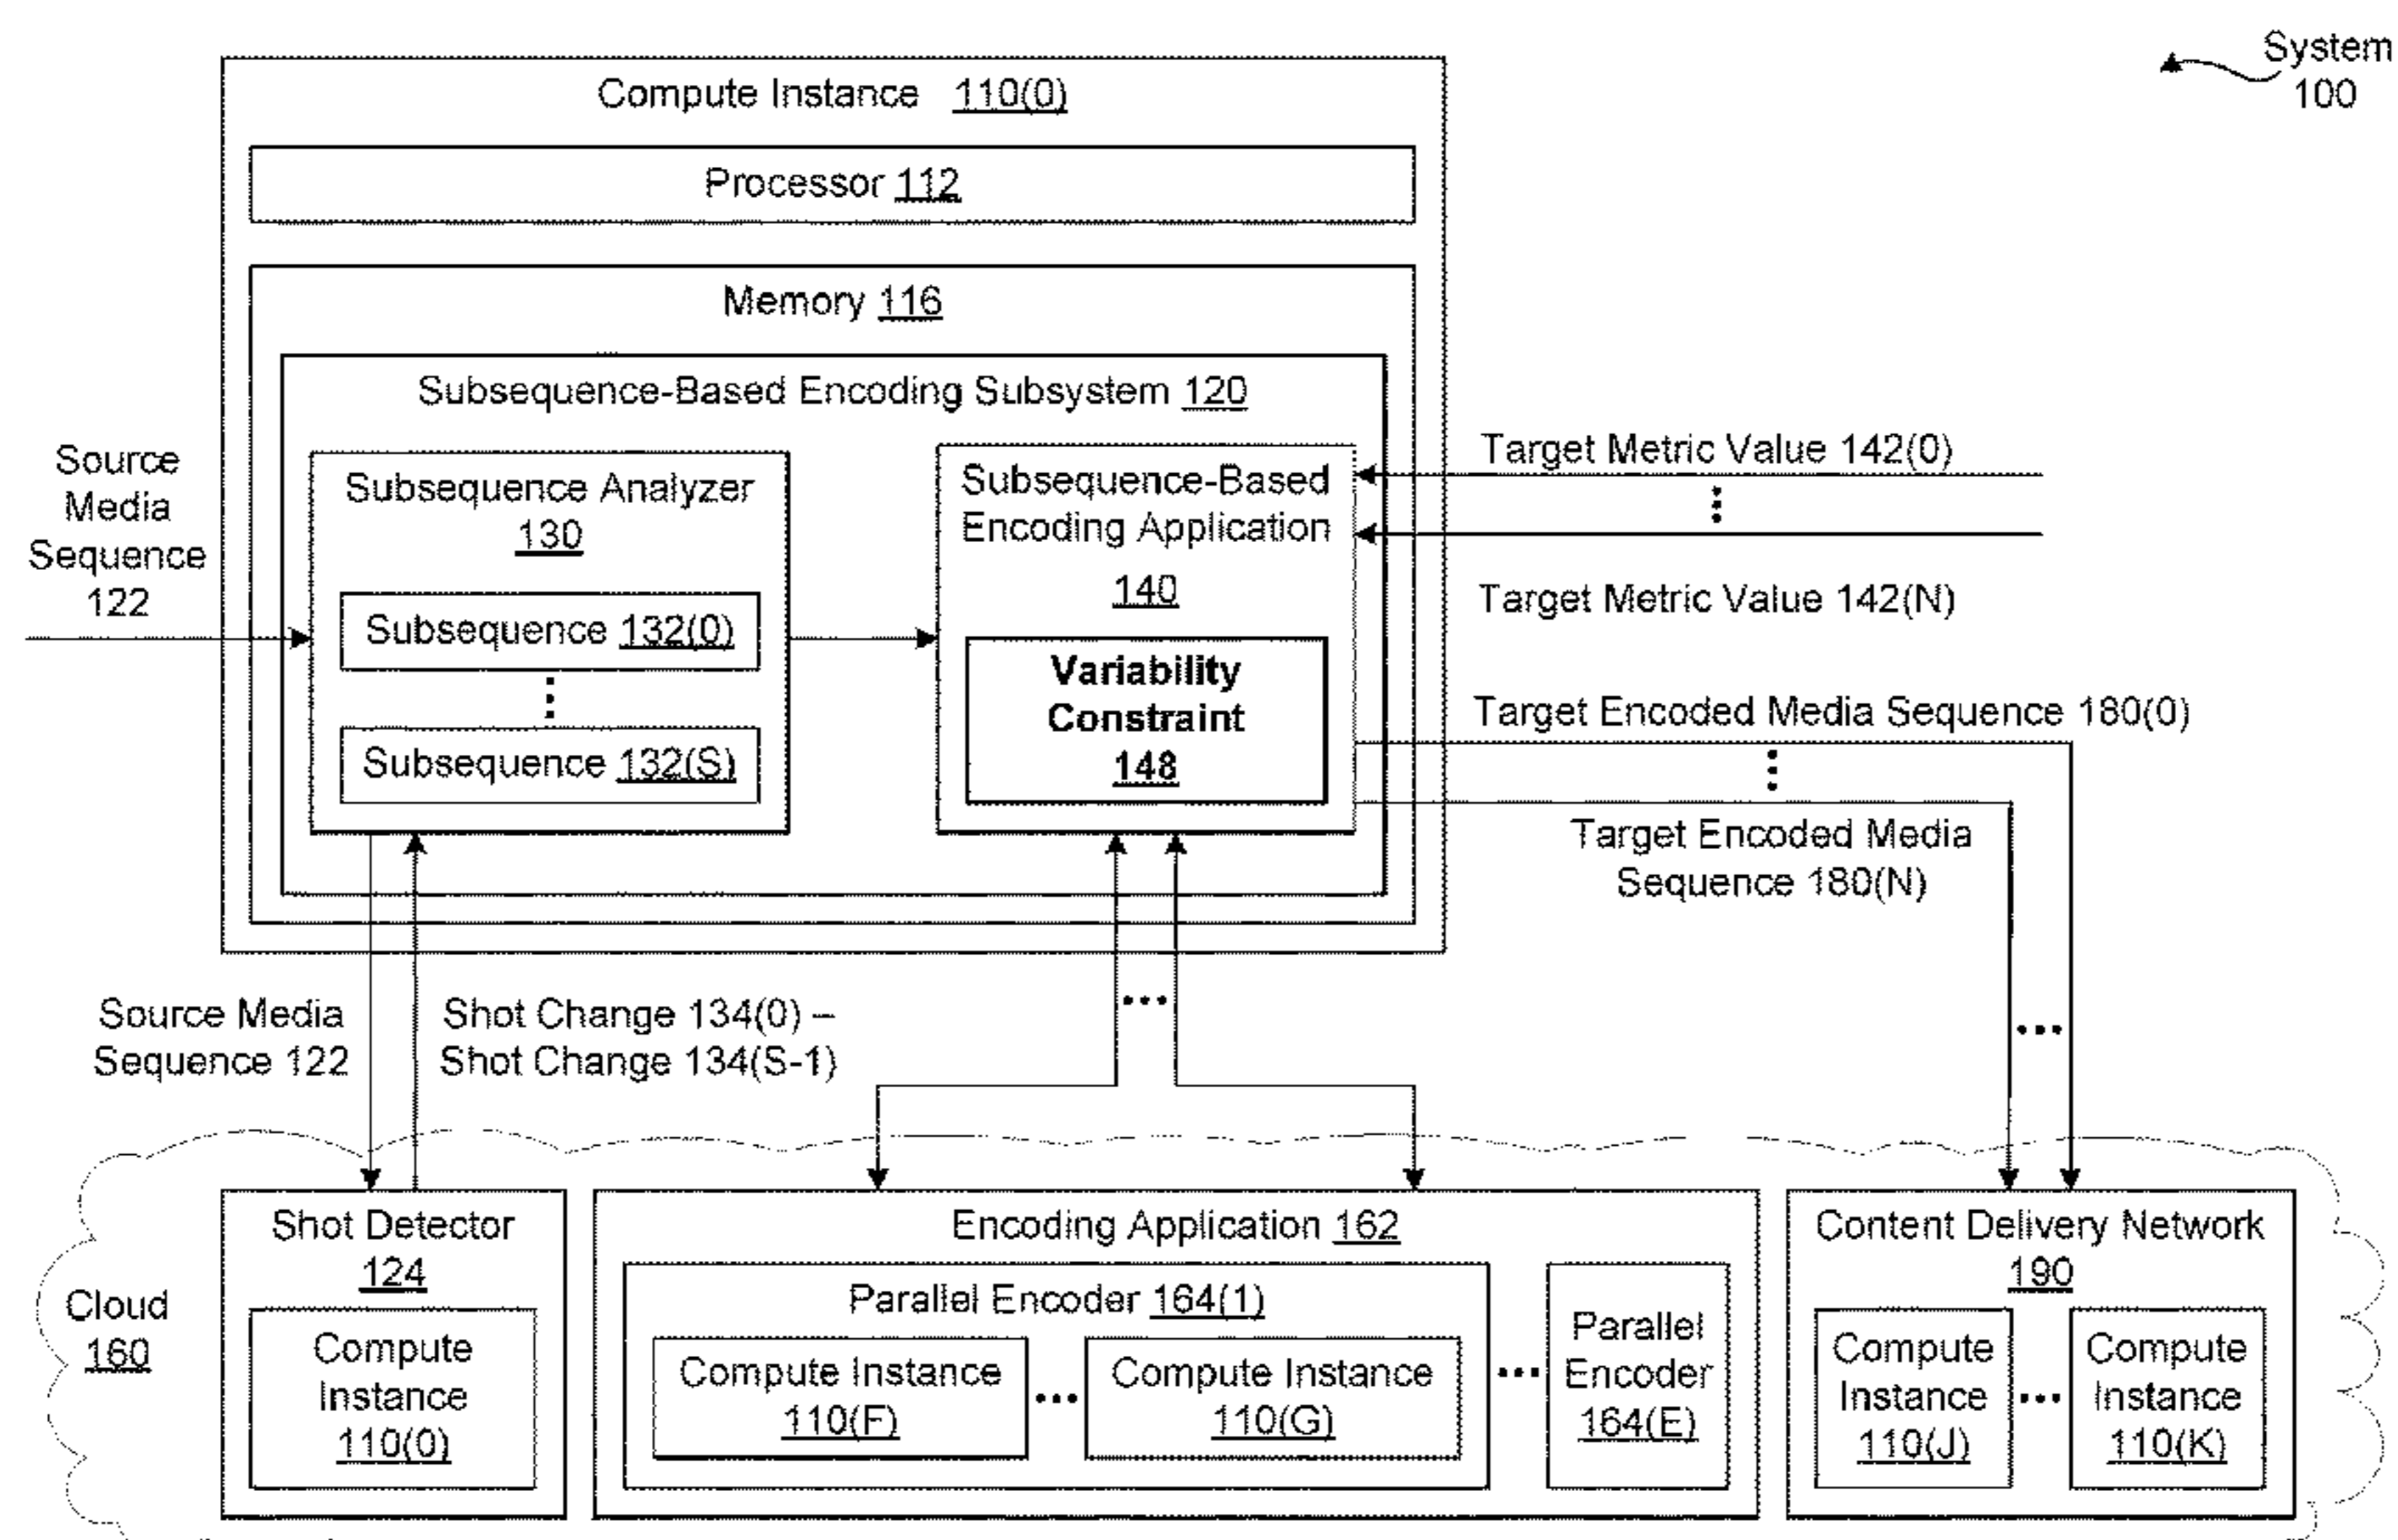 System
100
Compute Instance 110(0)
Processor 112
Memory 116
Subsequence-Based Encoding Subsystem 120
Source
Media
Sequence
122
Subsequence Analyzer
130
Subsequence 132(0)
Subsequence 132(S)
Subsequence-Based
Encoding Application
140
Variability
Constraint
148
Target Metric Value 142(0)
Target Metric Value 142(N)
Target Encoded Media Sequence 180(0)
Target Encoded Media
Sequence 180(N)
Source Media
Sequence 122
Shot Change 134(0) –
Shot Change 134(S-1)
...
...
Cloud
160
Shot Detector
124
Compute
Instance
110(0)
Encoding Application 162
Parallel Encoder 164(1)
Compute Instance
110(F)
...
Compute Instance
110(G)
...
Parallel
Encoder
164(E)
Content Delivery Network
190
Compute
Instance
110(J)
...
Compute
Instance
110(K)